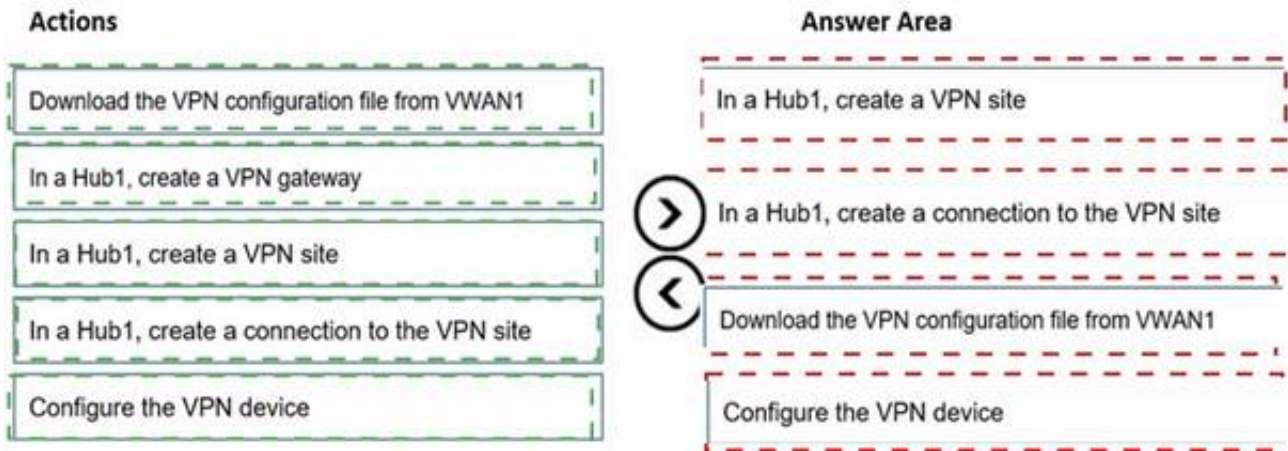 Actions
Download the VPN configuration file from VWAN1
In a Hub1, create a VPN gateway
In a Hub1, create a VPN site
In a Hub1, create a connection to the VPN site
Configure the VPN device
Answer Area
In a Hub1, create a VPN site
In a Hub1, create a connection to the VPN site
Download the VPN configuration file from VWAN1
Configure the VPN device